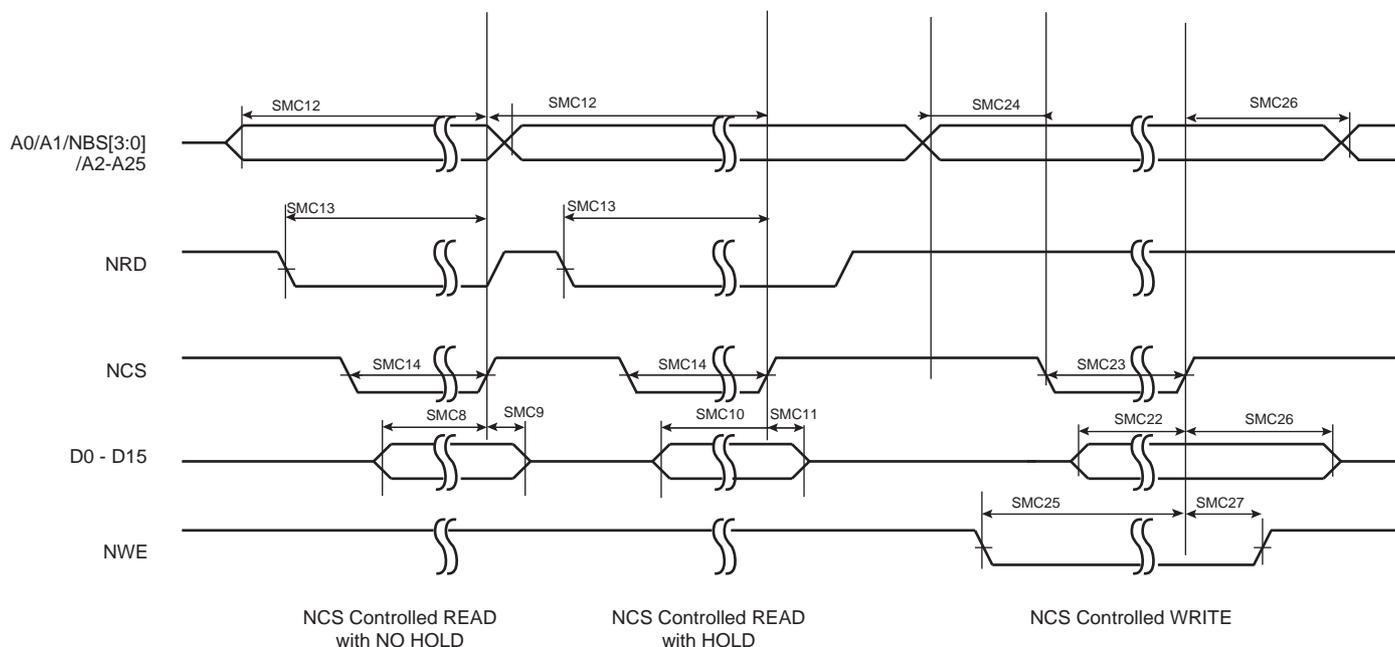 SMC12
SMC12
SMC24
SMC26
A0/A1/NBS[3:0]
/A2-A25
SMC13
SMC13
NRD
NCS
SMC14
SMC14
SMC23
SMC8
SMC9
SMC10
SMC11
SMC22
SMC26
D0 - D15
SMC25
SMC27
NWE
NCS Controlled READ
with NO HOLD
NCS Controlled READ
with HOLD
NCS Controlled WRITE